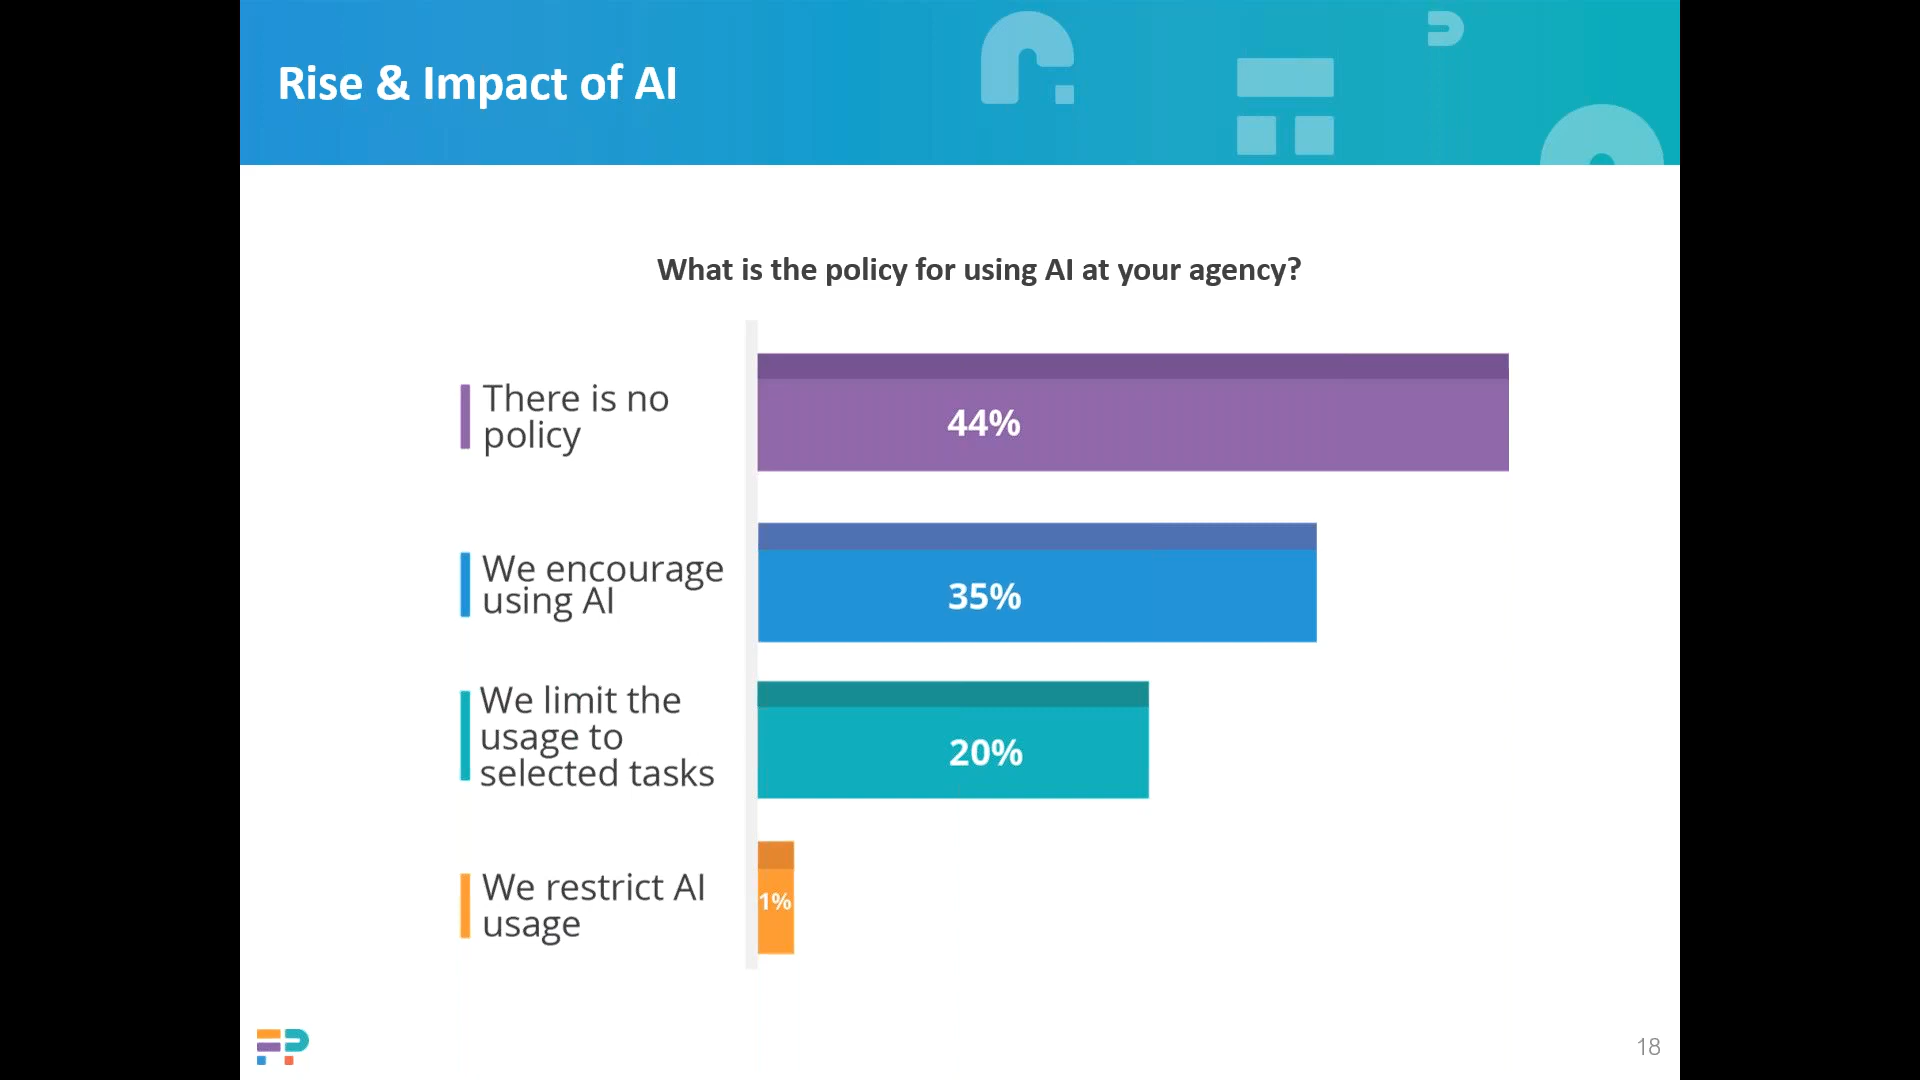 Rise & Impact of AI
What is the policy for using AI at your agency?
There is no
policy
44%
We encourage
using AI
35%
We limit the
usage to
selected tasks
20%
We restrict AI
usage
1%
18